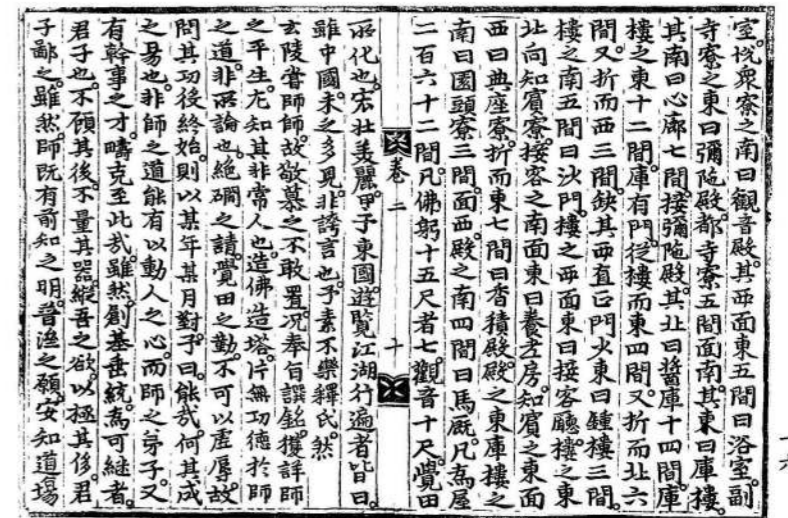 室。悅衆寮之南曰觀音殿。其西面東五間曰浴室。副
寺寮之東曰彌陁殿。都寺寮五間面南。其東曰庫樓。
其南曰心廊七間。接彌陁殿。其北曰醬庫十四間。庫
樓之東十二間。庫有門。從樓而東四間。又折而北六
間。又折而西三間。缺其西直曰門。少東曰鍾樓三間。
樓之南五間曰沙門。樓之西面東曰接客廳。樓之東
北向知賓寮。接客之南面東曰養老房。知賓之東面
西曰典座寮。折而東七間曰香積殿。殿之東庫樓之
南曰園頭寮三間。面西殿之南四間曰馬厩。凡爲屋
二百六十二間。凡佛躬十五尺者七。觀音十尺。覺田
所化也。宏壯美麗。甲于東國。遊覽江湖行遍者皆曰。
雖中國未之多見。非誇言也。予素不樂釋氏。然
玄陵嘗師師。故敬慕之不敢置。况奉旨譔銘。獲詳師
之平生。尤知其非常人也。造佛造塔。片無功德於師
之道。非所論也。絶磵之請。覺田之勤。不可以虛辱。故
問其功役終始。則以某年某月對。予曰。能哉。何其成
之易也。非師之道能有以動人之心。而師之弟子。又
有幹事之才。疇克至此哉。雖然。創基垂統。爲可継者。
君子也。不顧其後。不量其器。縱吾之欲。以極其侈。君
子鄙之。雖然師既有前知之明。普濟之願。安知道場
卷二
十
十六